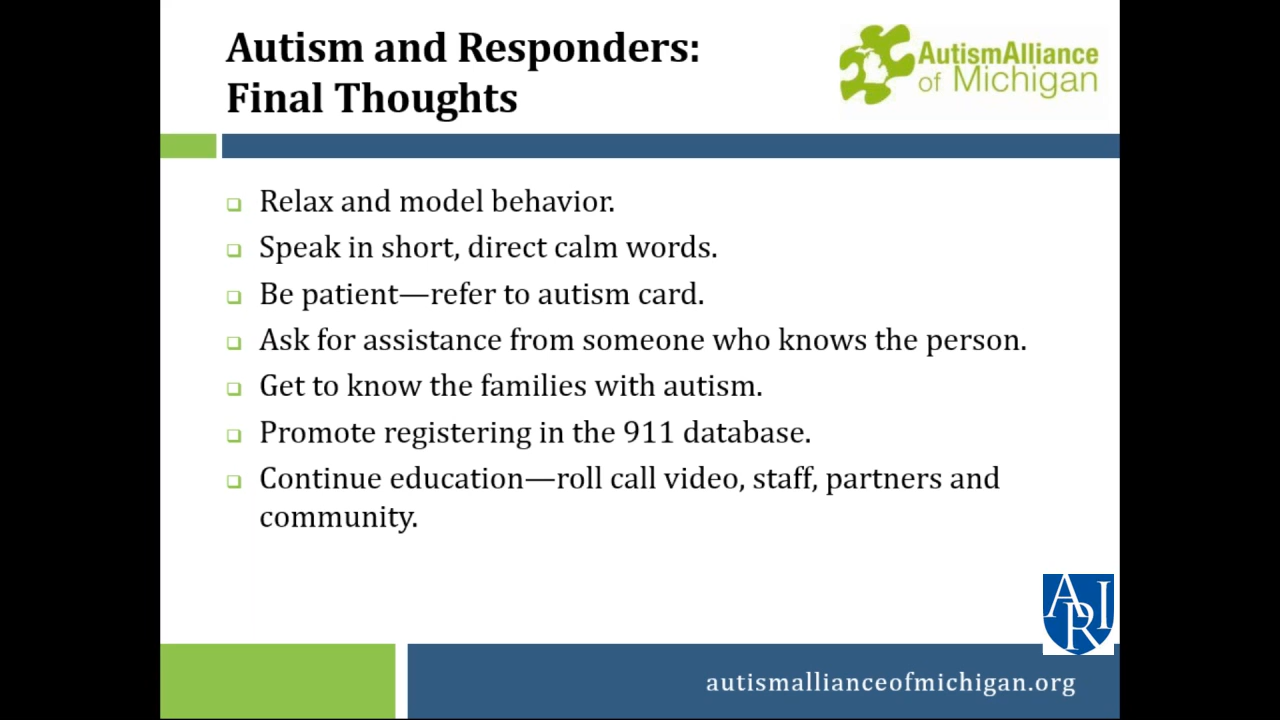 Autism and Responders:
Final Thoughts
AutismAlliance
of Michigan
Relax and model behavior.
Speak in short, direct calm words.
Be patient—refer to autism card.
Ask for assistance from someone who knows the person.
Get to know the families with autism.
Promote registering in the 911 database.
Continue education—roll call video, staff, partners and
community.
ARI
autismallianceofmichigan.org